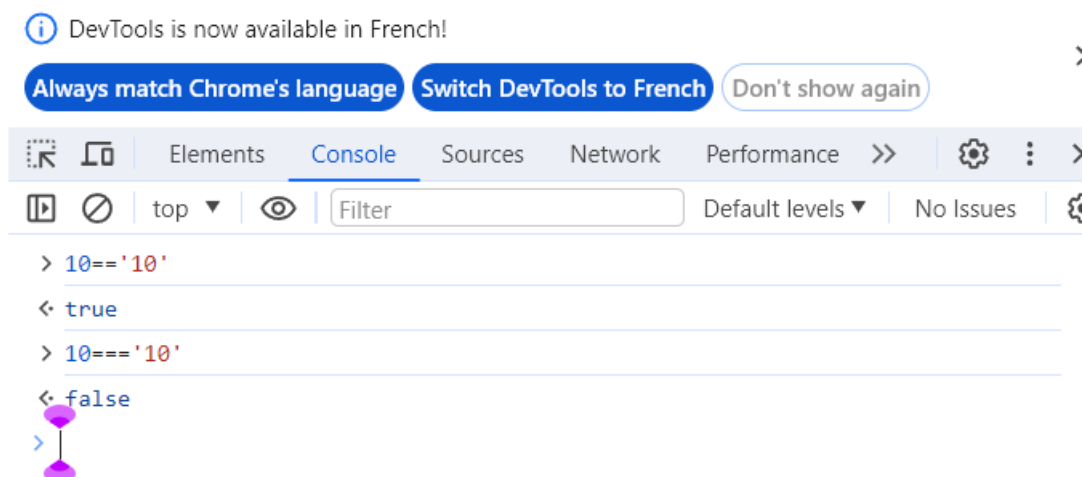 DevTools is now available in French!
Always match Chrome's language Switch DevTools to French Don't show again
Elements Console Sources Network Performance
top Filter Default levels No Issues
10=='10'
true
10==='10'
false